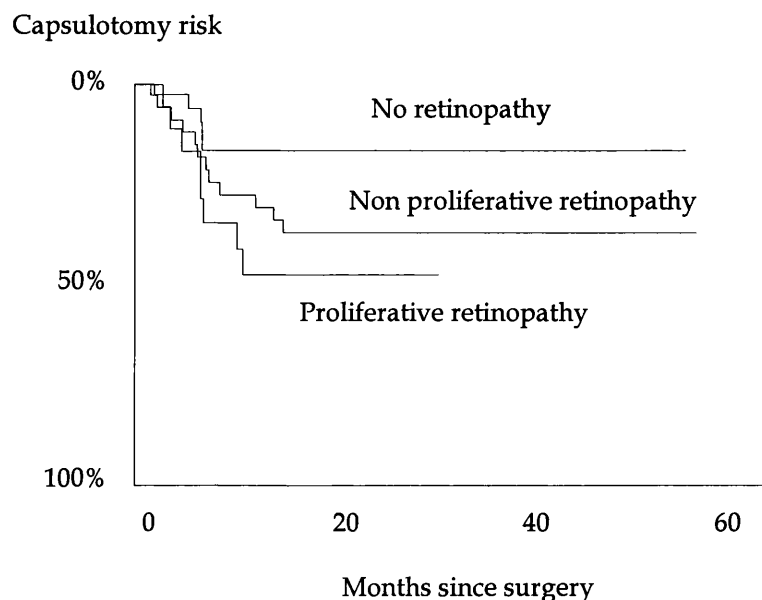 Capsulotomy risk
0%
No retinopathy
Non proliferative retinopathy
50%
Proliferative retinopathy
100%
0 20 40 60
Months since surgery